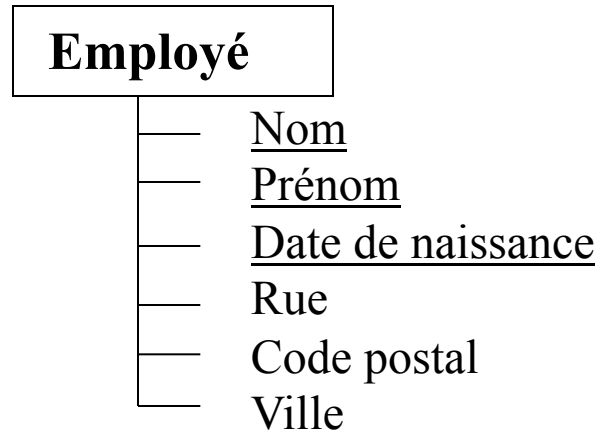 Employé
Nom
Prénom
Date de naissance
Rue
Code postal
Ville